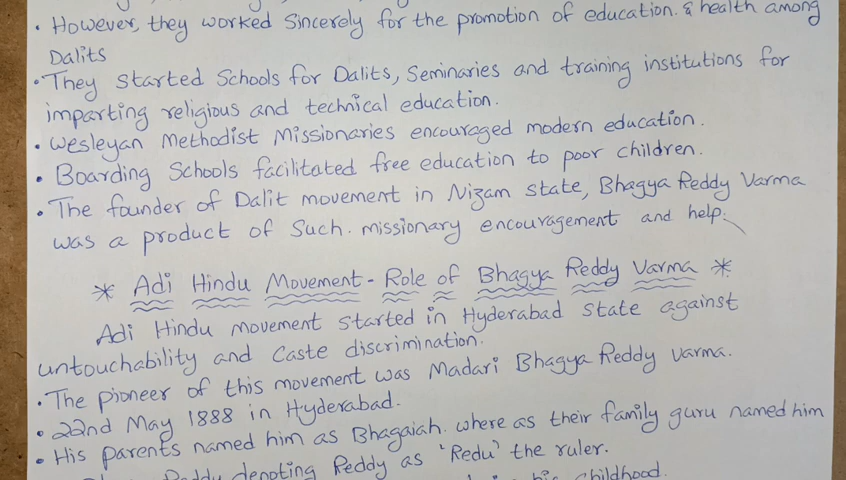 • However, they worked Sincerely for the promotion of education. & health among
Dalits
• They started Schools for Dalits, Seminaries and training institutions for
imparting religious and technical education.
• Wesleyan Methodist Missionaries encouraged modern education.
• Boarding Schools facilitated free education to poor children.
• The founder of Dalit movement in Nizam state, Bhagya Reddy Varma
was a product of Such. missionary encouragement and help.
* Adi Hindu Movement - Role of Bhagya Reddy Varma *
Adi Hindu movement started in Hyderabad state against
untouchability and Caste discrimination.
• The pioneer of this movement was Madari Bhagya Reddy varma.
• 22nd May 1888 in Hyderabad.
• His parents named him as Bhagaiah. where as their family guru named him
Reddy denoting Reddy as 'Redu' the ruler.
his childhood.